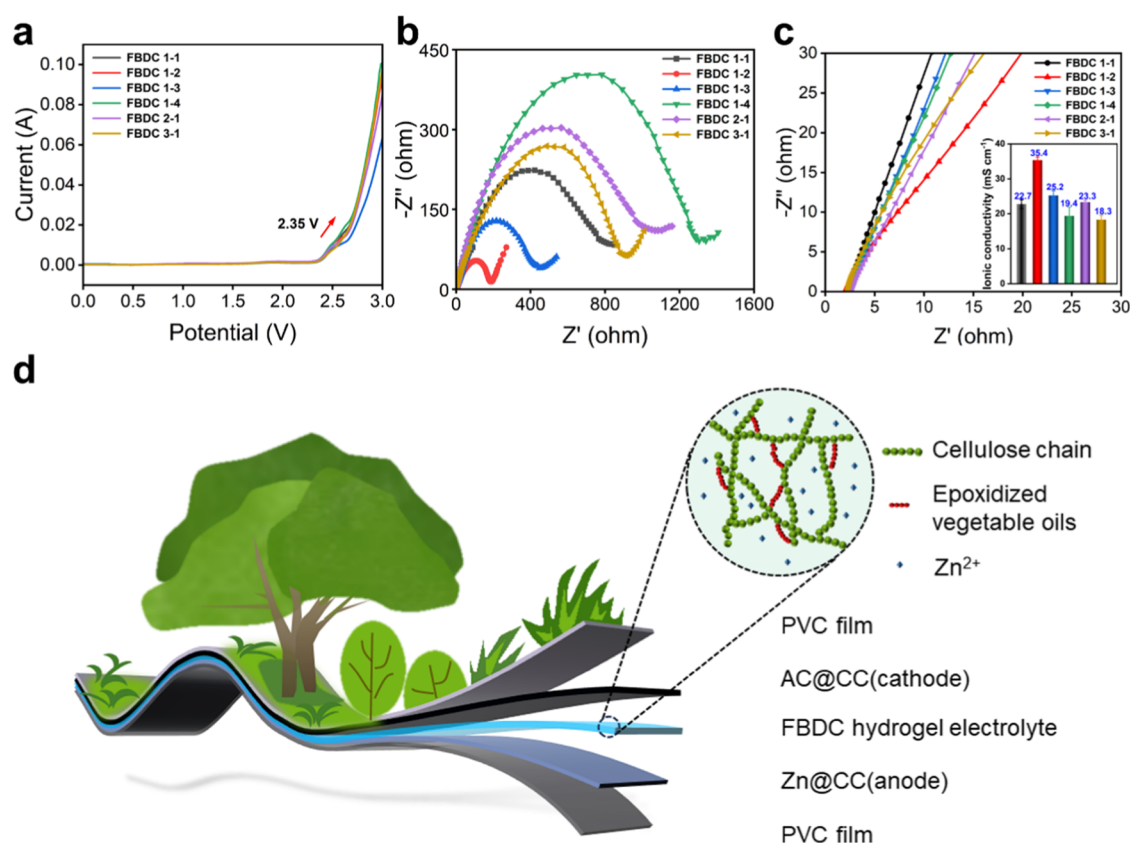 a
FBDC 1-1
FBDC 1-2
FBDC 1-3
FBDC 1-4
FBDC 2-1
FBDC 3-1
2.35 V
0.10
0.08
0.06
0.04
0.02
0.00
Current (A)
0.0
0.5
1.0
1.5
2.0
2.5
3.0
Potential (V)
b
FBDC 1-1
FBDC 1-2
FBDC 1-3
FBDC 1-4
FBDC 2-1
FBDC 3-1
450
300
150
0
-Z" (ohm)
0
400
800
1200
1600
Z' (ohm)
c
FBDC 1-1
FBDC 1-2
FBDC 1-3
FBDC 1-4
FBDC 2-1
FBDC 3-1
30
25
20
15
10
5
0
-Z" (ohm)
0
5
10
15
20
25
30
Z' (ohm)
Ionic conductivity (mS cm⁻¹)
40
30
20
10
0
22.7
35.4
25.2
19.4
23.3
18.3
d
Cellulose chain
Epoxidized
vegetable oils
Zn²⁺
PVC film
AC@CC(cathode)
FBDC hydrogel electrolyte
Zn@CC(anode)
PVC film